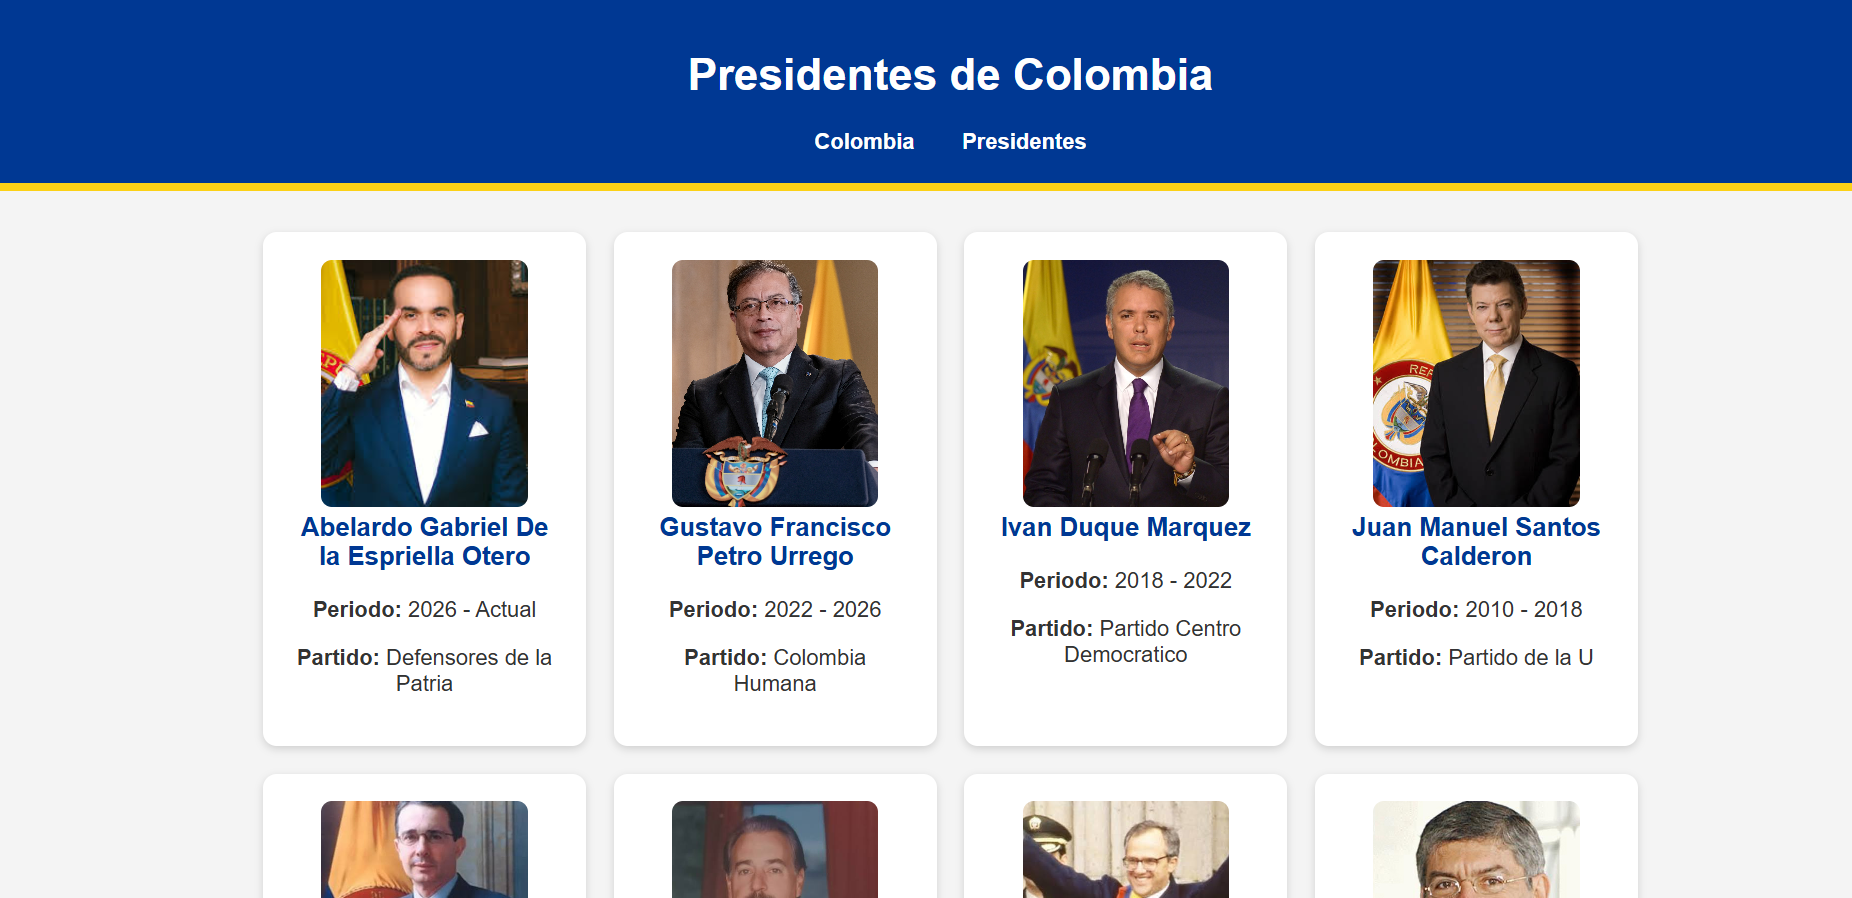 Presidentes de Colombia
Colombia
Presidentes
Abelardo Gabriel De
la Espriella Otero
Periodo: 2026 - Actual
Partido: Defensores de la
Patria
Gustavo Francisco
Petro Urrego
Periodo: 2022 - 2026
Partido: Colombia
Humana
Ivan Duque Marquez
Periodo: 2018 - 2022
Partido: Partido Centro
Democratico
REP
OLOMBIA
Juan Manuel Santos
Calderon
Periodo: 2010 - 2018
Partido: Partido de la U